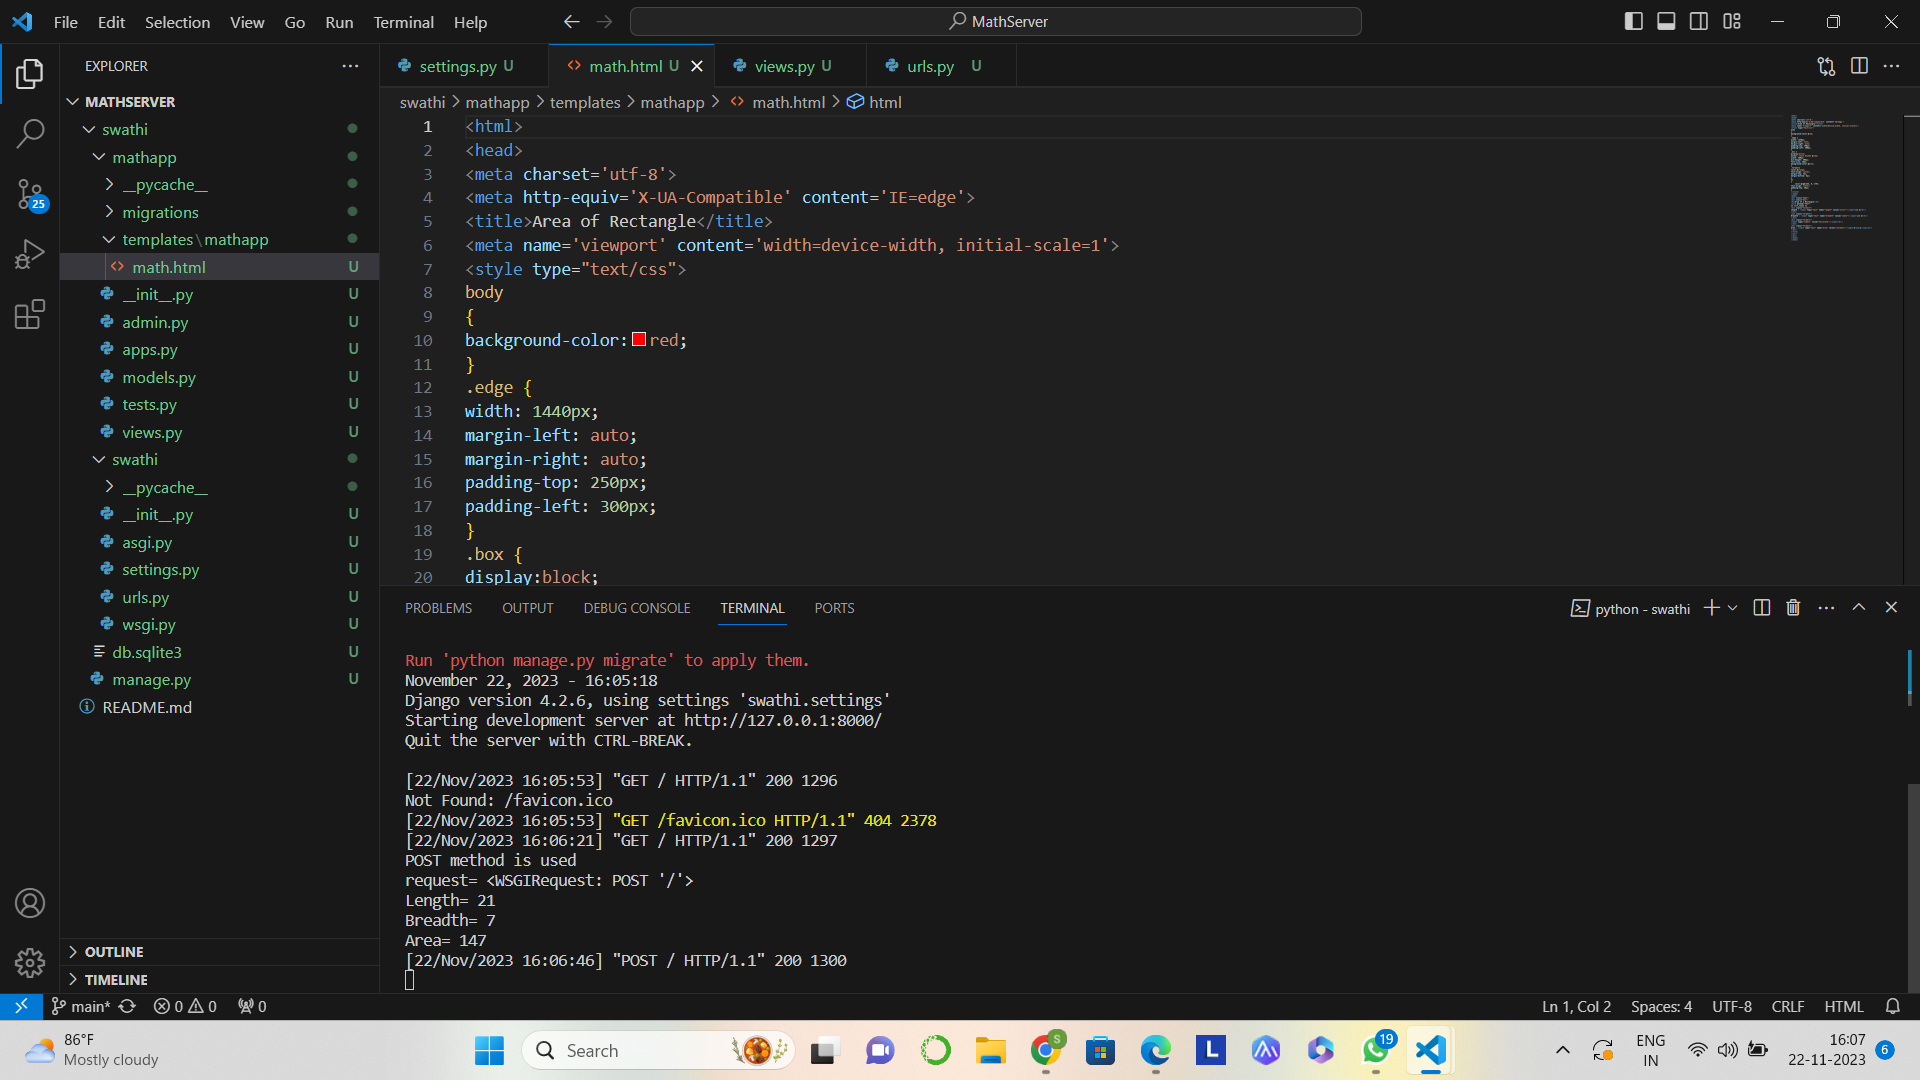 File Edit Selection View Go Run Terminal Help
MathServer
EXPLORER
MATHSERVER
swathi
mathapp
__pycache__
migrations
templates\mathapp
math.html U
__init__.py U
admin.py U
apps.py U
models.py U
tests.py U
views.py U
swathi
__pycache__
__init__.py U
asgi.py U
settings.py U
urls.py U
wsgi.py U
db.sqlite3 U
manage.py U
README.md
OUTLINE
TIMELINE
25
settings.py U math.html U views.py U urls.py U
swathi > mathapp > templates > mathapp > <> math.html > html
1 <html>
2 <head>
3 <meta charset='utf-8'>
4 <meta http-equiv='X-UA-Compatible' content='IE=edge'>
5 <title>Area of Rectangle</title>
6 <meta name='viewport' content='width=device-width, initial-scale=1'>
7 <style type="text/css">
8 body
9 {
10 background-color:red;
11 }
12 .edge {
13 width: 1440px;
14 margin-left: auto;
15 margin-right: auto;
16 padding-top: 250px;
17 padding-left: 300px;
18 }
19 .box {
20 display:block;
PROBLEMS OUTPUT DEBUG CONSOLE TERMINAL PORTS
python - swathi
Run 'python manage.py migrate' to apply them.
November 22, 2023 - 16:05:18
Django version 4.2.6, using settings 'swathi.settings'
Starting development server at http://127.0.0.1:8000/
Quit the server with CTRL-BREAK.
[22/Nov/2023 16:05:53] "GET / HTTP/1.1" 200 1296
Not Found: /favicon.ico
[22/Nov/2023 16:05:53] "GET /favicon.ico HTTP/1.1" 404 2378
[22/Nov/2023 16:06:21] "GET / HTTP/1.1" 200 1297
POST method is used
request= <WSGIRequest: POST '/'>
Length= 21
Breadth= 7
Area= 147
[22/Nov/2023 16:06:46] "POST / HTTP/1.1" 200 1300
main* 0 0 0
Ln 1, Col 2 Spaces: 4 UTF-8 CRLF HTML
86°F
Mostly cloudy
Search
S
L
19
ENG
IN
16:07
22-11-2023
6